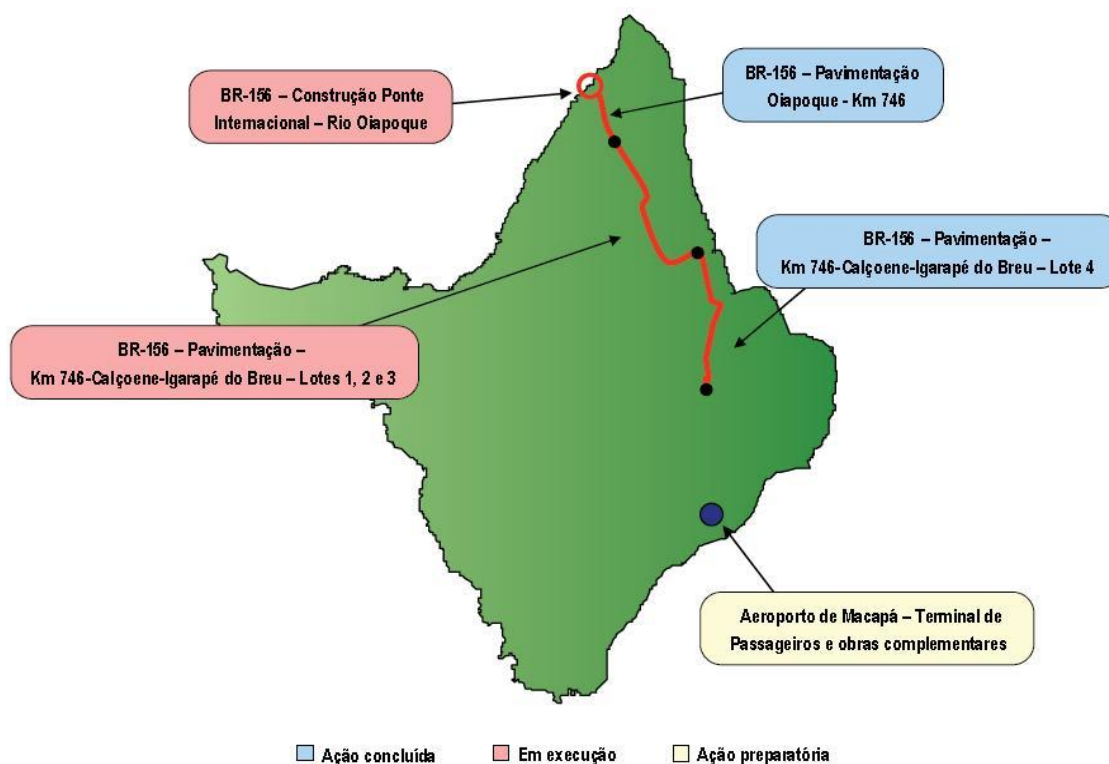 BR-156 – Construção Ponte
Internacional – Rio Oiapoque
BR-156 – Pavimentação
Oiapoque - Km 746
BR-156 – Pavimentação –
Km 746-Calçoene-Igarapé do Breu – Lote 4
BR-156 – Pavimentação –
Km 746-Calçoene-Igarapé do Breu – Lotes 1, 2 e 3
Aeroporto de Macapá – Terminal de
Passageiros e obras complementares
Ação concluída
Em execução
Ação preparatória